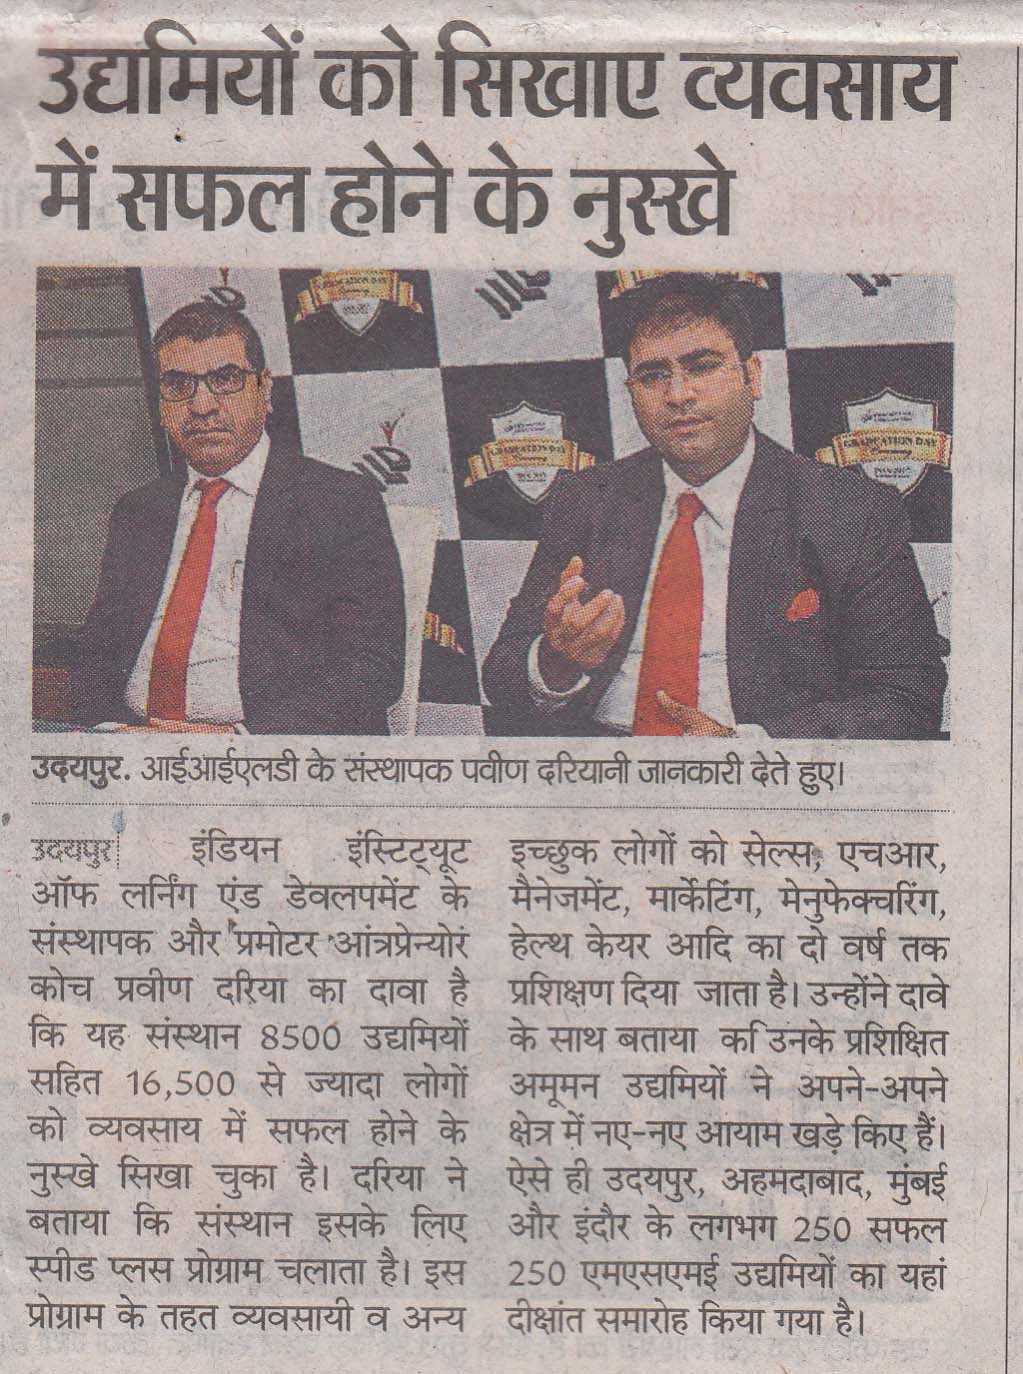 उद्यमियों को सिखाए व्यवसाय
में सफल होने के नुस्खे
GRADUATION DAY
GRADUATION DAY
GRADUATION DAY
उदयपुर. आईआईएलडी के संस्थापक पवीण दरियानी जानकारी देते हुए।
उदयपुर इंडियन इंस्टिट्यूट
ऑफ लर्निंग एंड डेवलपमेंट के
संस्थापक और प्रमोटर आंत्रप्रेन्योरं
कोच प्रवीण दरिया का दावा है
कि यह संस्थान 8500 उद्यमियों
सहित 16,500 से ज्यादा लोगों
को व्यवसाय में सफल होने के
नुस्खे सिखा चुका है। दरिया ने
बताया कि संस्थान इसके लिए
स्पीड प्लस प्रोग्राम चलाता है। इस
प्रोग्राम के तहत व्यवसायी व अन्य
इच्छुक लोगों को सेल्स, एचआर,
मैनेजमेंट, मार्केटिंग, मेनुफेक्चरिंग,
हेल्थ केयर आदि का दो वर्ष तक
प्रशिक्षण दिया जाता है। उन्होंने दावे
के साथ बताया कि उनके प्रशिक्षित
अमूमन उद्यमियों ने अपने-अपने
क्षेत्र में नए-नए आयाम खड़े किए हैं।
ऐसे ही उदयपुर, अहमदाबाद, मुंबई
और इंदौर के लगभग 250 सफल
250 एमएसएमई उद्यमियों का यहां
दीक्षांत समारोह किया गया है।